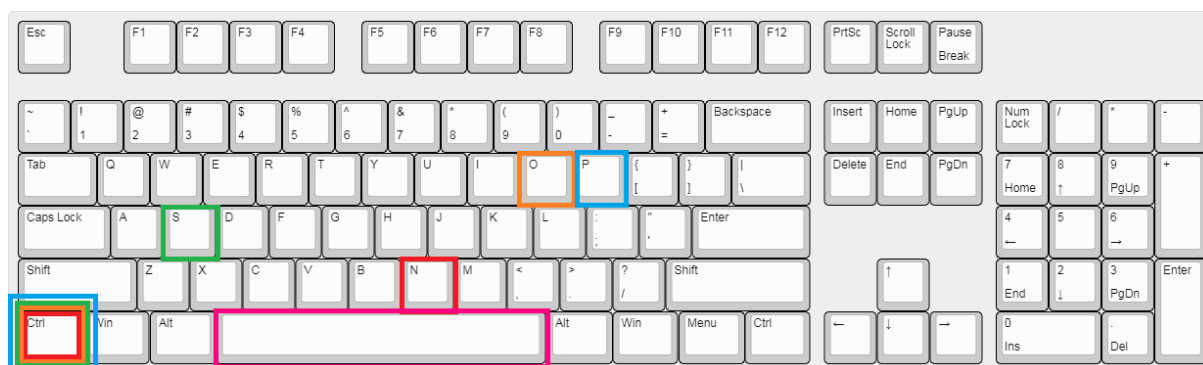 Esc F1 F2 F3 F4 F5 F6 F7 F8 F9 F10 F11 F12 PrtSc Scroll Lock Pause Break
~ ` ! 1 @ 2 # 3 $ 4 % 5 ^ 6 & 7 * 8 ( 9 ) 0 _ - + = Backspace Insert Home PgUp Num Lock / * -
Tab Q W E R T Y U I O P { [ } ] | \ Delete End PgDn 7 Home 8 ↑ 9 PgUp +
Caps Lock A S D F G H J K L : ; " ' Enter 4 ← 5 6 →
Shift Z X C V B N M < , > . ? / Shift ↑ 1 End 2 ↓ 3 PgDn Enter
Ctrl Win Alt Alt Win Menu Ctrl ← ↓ → 0 Ins . Del